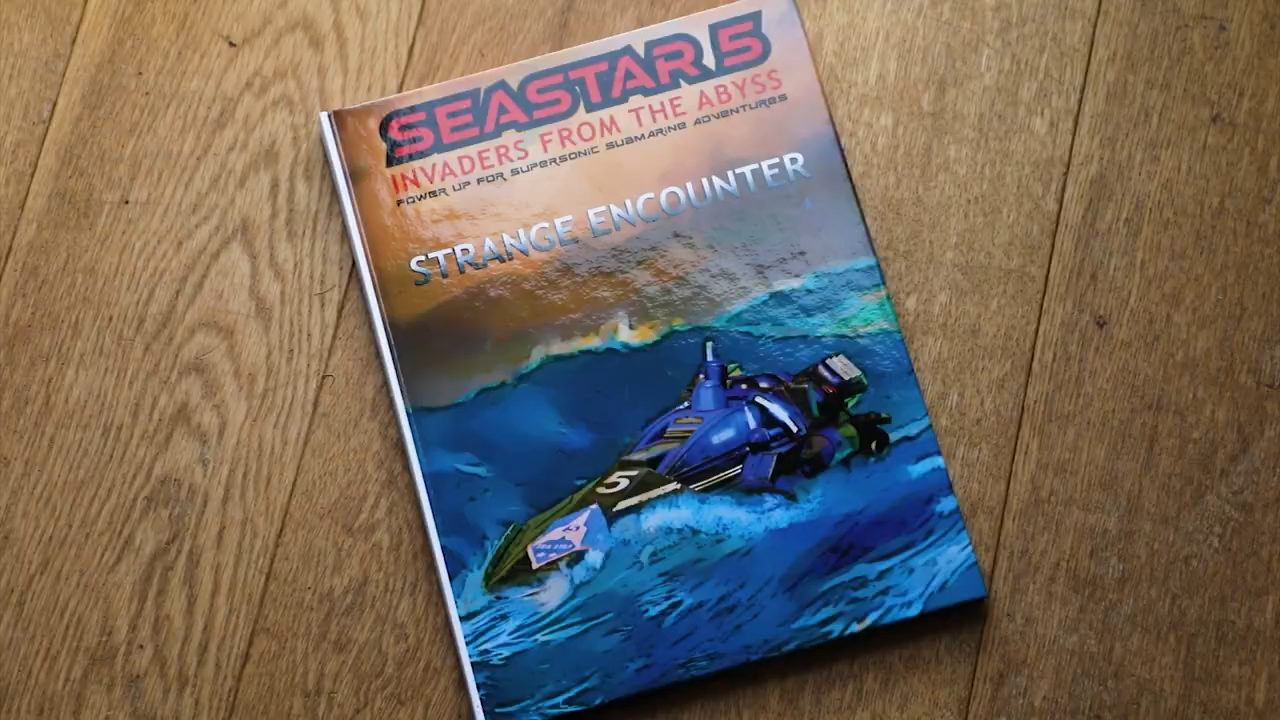 SEASTAR 5
INVADERS FROM THE ABYSS
POWER UP FOR SUPERSONIC SUBMARINE ADVENTURES
STRANGE ENCOUNTER
5